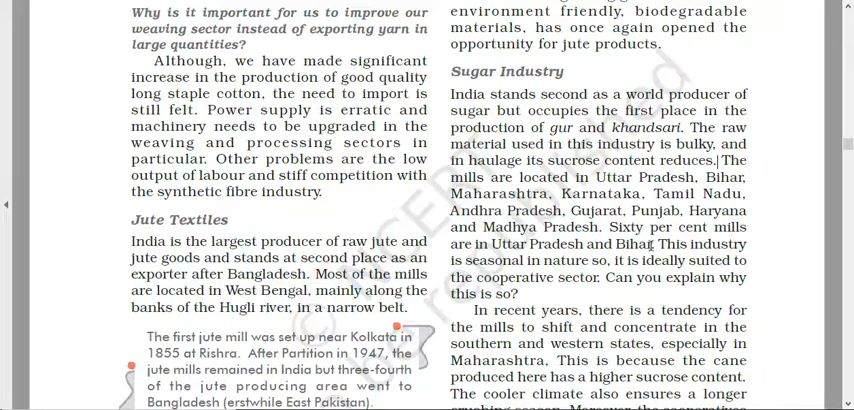 Why is it important for us to improve our
weaving sector instead of exporting yarn in
large quantities?
Although, we have made significant
increase in the production of good quality
long staple cotton, the need to import is
still felt. Power supply is erratic and
machinery needs to be upgraded in the
weaving and processing sectors in
particular. Other problems are the low
output of labour and stiff competition with
the synthetic fibre industry.
Jute Textiles
India is the largest producer of raw jute and
jute goods and stands at second place as an
exporter after Bangladesh. Most of the mills
are located in West Bengal, mainly along the
banks of the Hugli river, in a narrow belt.
The first jute mill was set up near Kolkata in
1855 at Rishra. After Partition in 1947, the
jute mills remained in India but three-fourth
of the jute producing area went to
Bangladesh (erstwhile East Pakistan).
environment friendly, biodegradable
materials, has once again opened the
opportunity for jute products.
Sugar Industry
India stands second as a world producer of
sugar but occupies the first place in the
production of gur and khandsari. The raw
material used in this industry is bulky, and
in haulage its sucrose content reduces. The
mills are located in Uttar Pradesh, Bihar,
Maharashtra, Karnataka, Tamil Nadu,
Andhra Pradesh, Gujarat, Punjab, Haryana
and Madhya Pradesh. Sixty per cent mills
are in Uttar Pradesh and Bihar. This industry
is seasonal in nature so, it is ideally suited to
the cooperative sector. Can you explain why
this is so?
In recent years, there is a tendency for
the mills to shift and concentrate in the
southern and western states, especially in
Maharashtra, This is because the cane
produced here has a higher sucrose content.
The cooler climate also ensures a longer
© NCERT
be republished